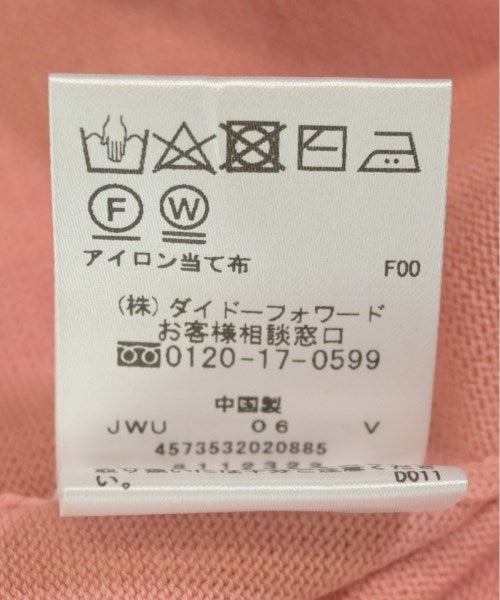 F W
アイロン当て布 F00
(株)ダイドーフォワード
お客様相談窓口
0120-17-0599
中国製
JWU 06 V
4573532020885
い。 D011